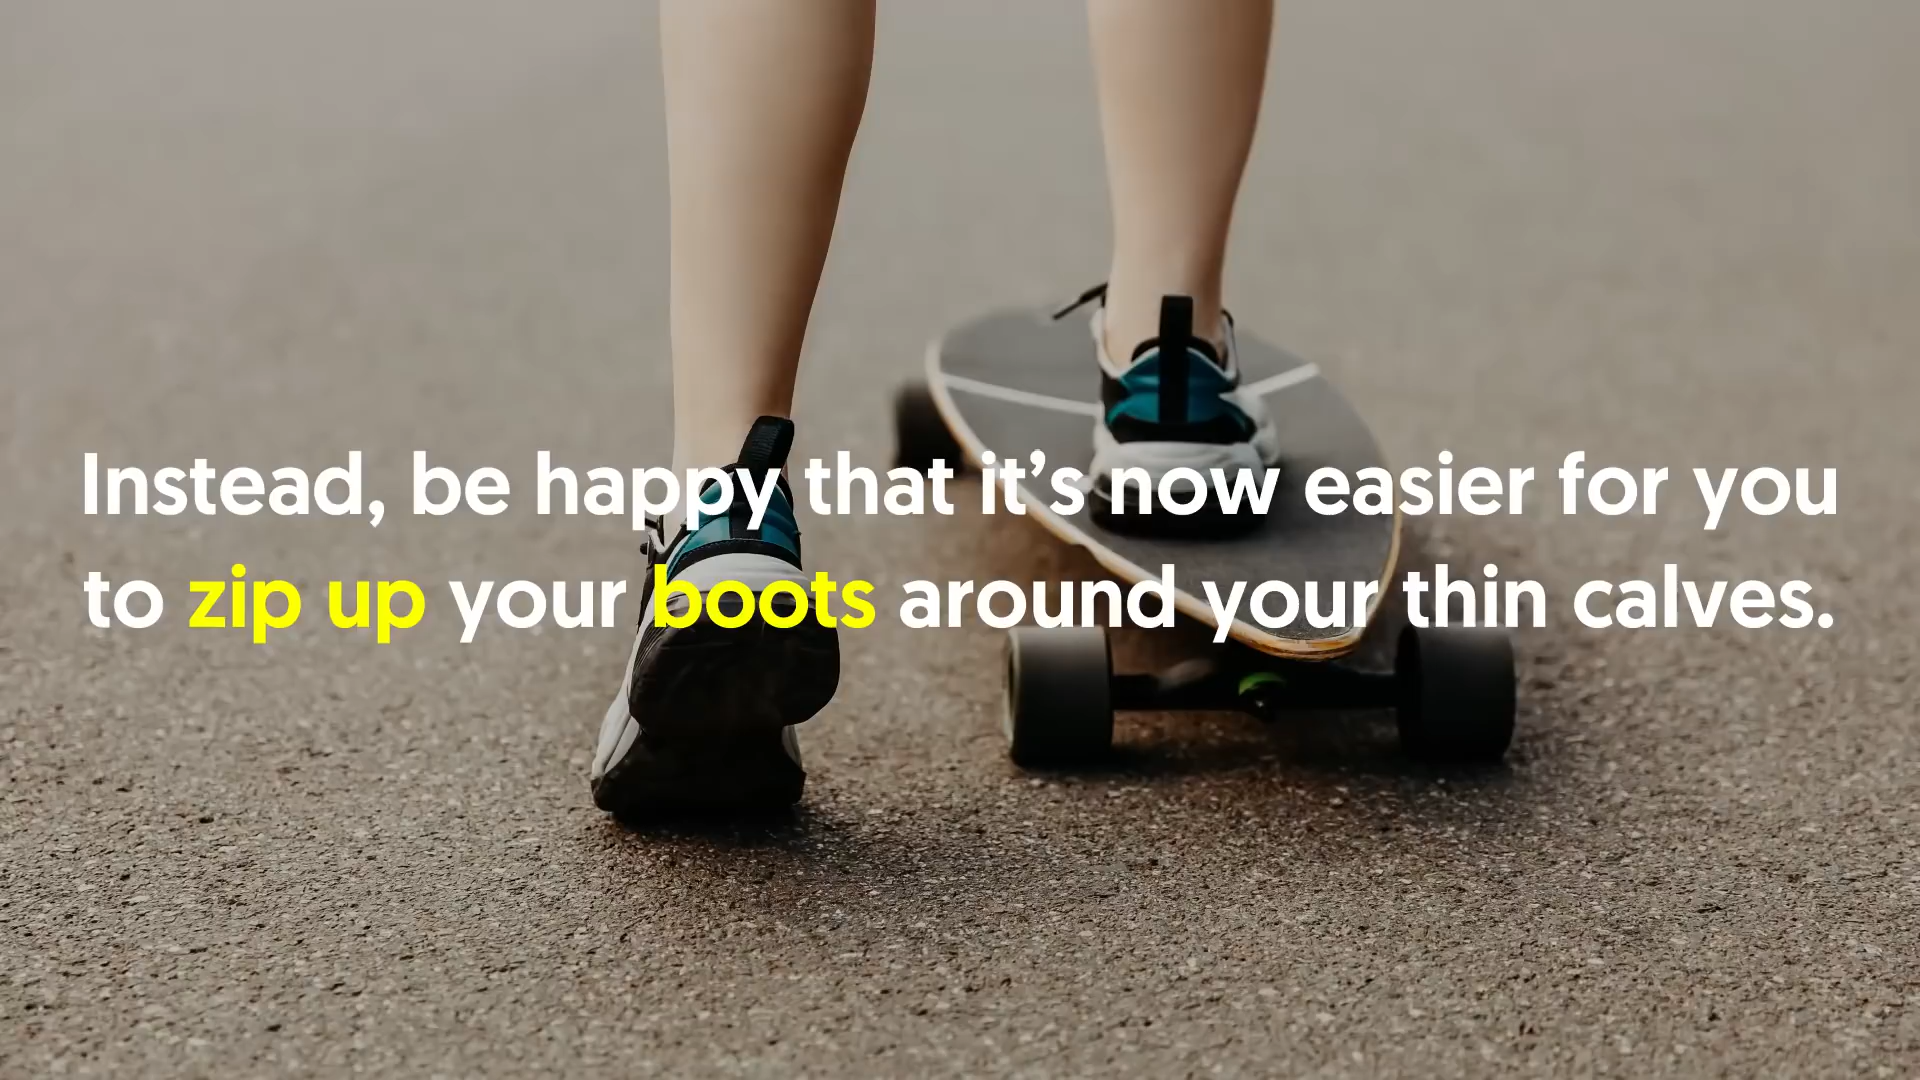 Instead, be happy that it’s now easier for you
to zip up your boots around your thin calves.